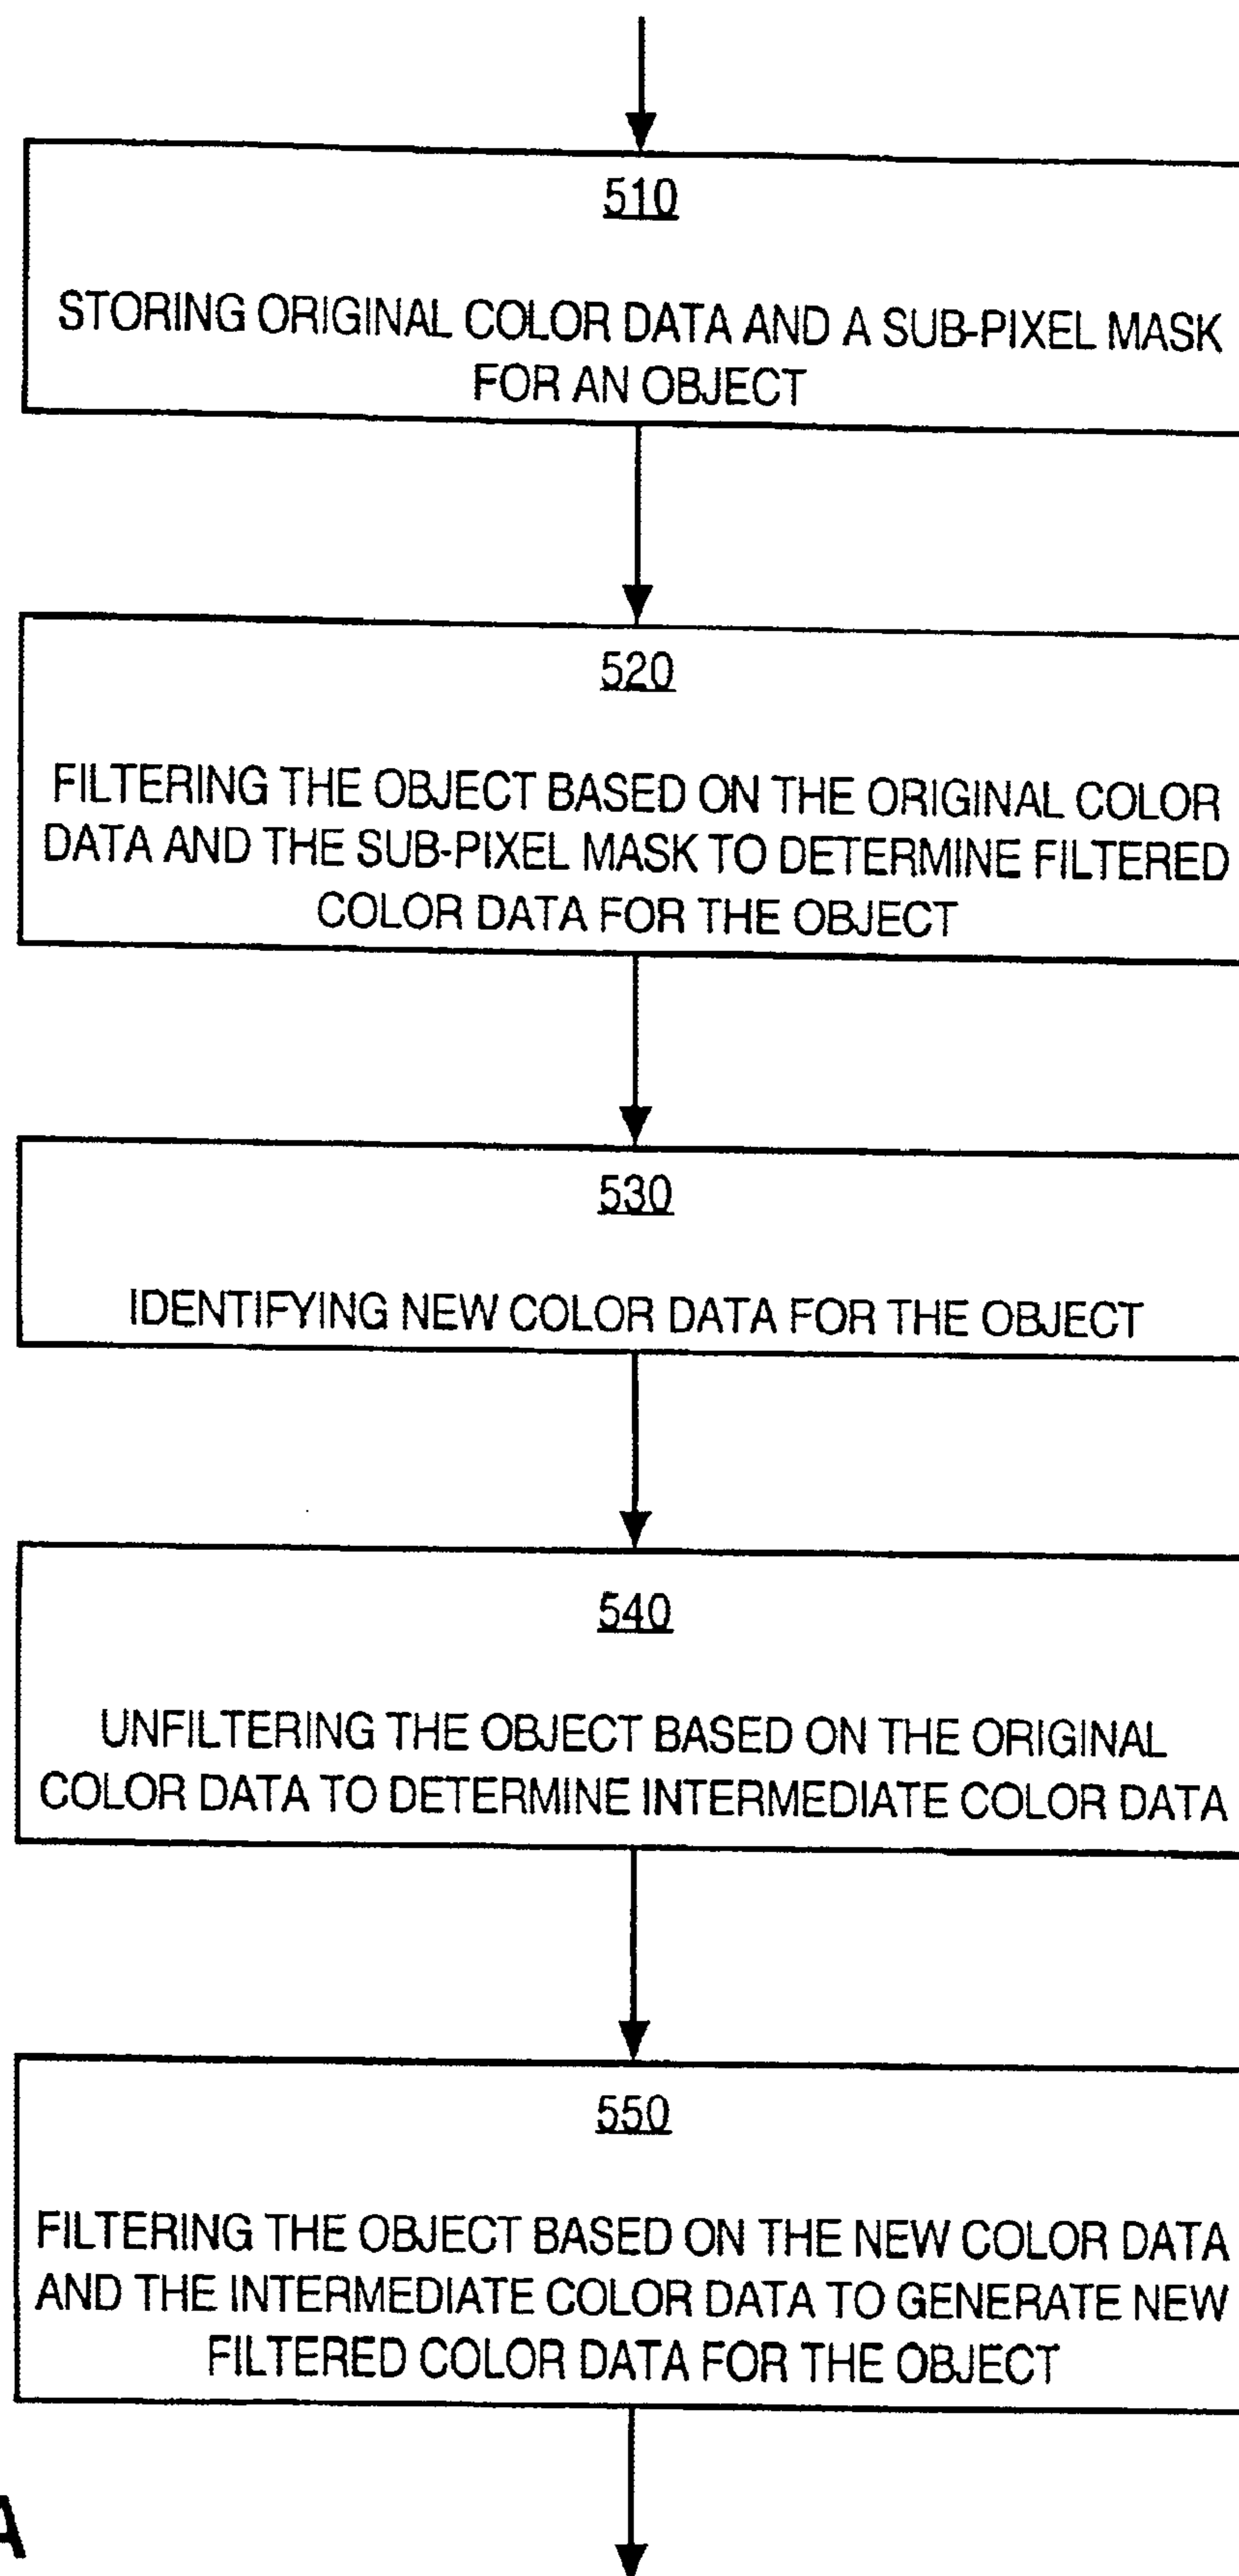 510
STORING ORIGINAL COLOR DATA AND A SUB-PIXEL MASK
FOR AN OBJECT
520
FILTERING THE OBJECT BASED ON THE ORIGINAL COLOR
DATA AND THE SUB-PIXEL MASK TO DETERMINE FILTERED
COLOR DATA FOR THE OBJECT
530
IDENTIFYING NEW COLOR DATA FOR THE OBJECT
540
UNFILTERING THE OBJECT BASED ON THE ORIGINAL
COLOR DATA TO DETERMINE INTERMEDIATE COLOR DATA
550
FILTERING THE OBJECT BASED ON THE NEW COLOR DATA
AND THE INTERMEDIATE COLOR DATA TO GENERATE NEW
FILTERED COLOR DATA FOR THE OBJECT
A